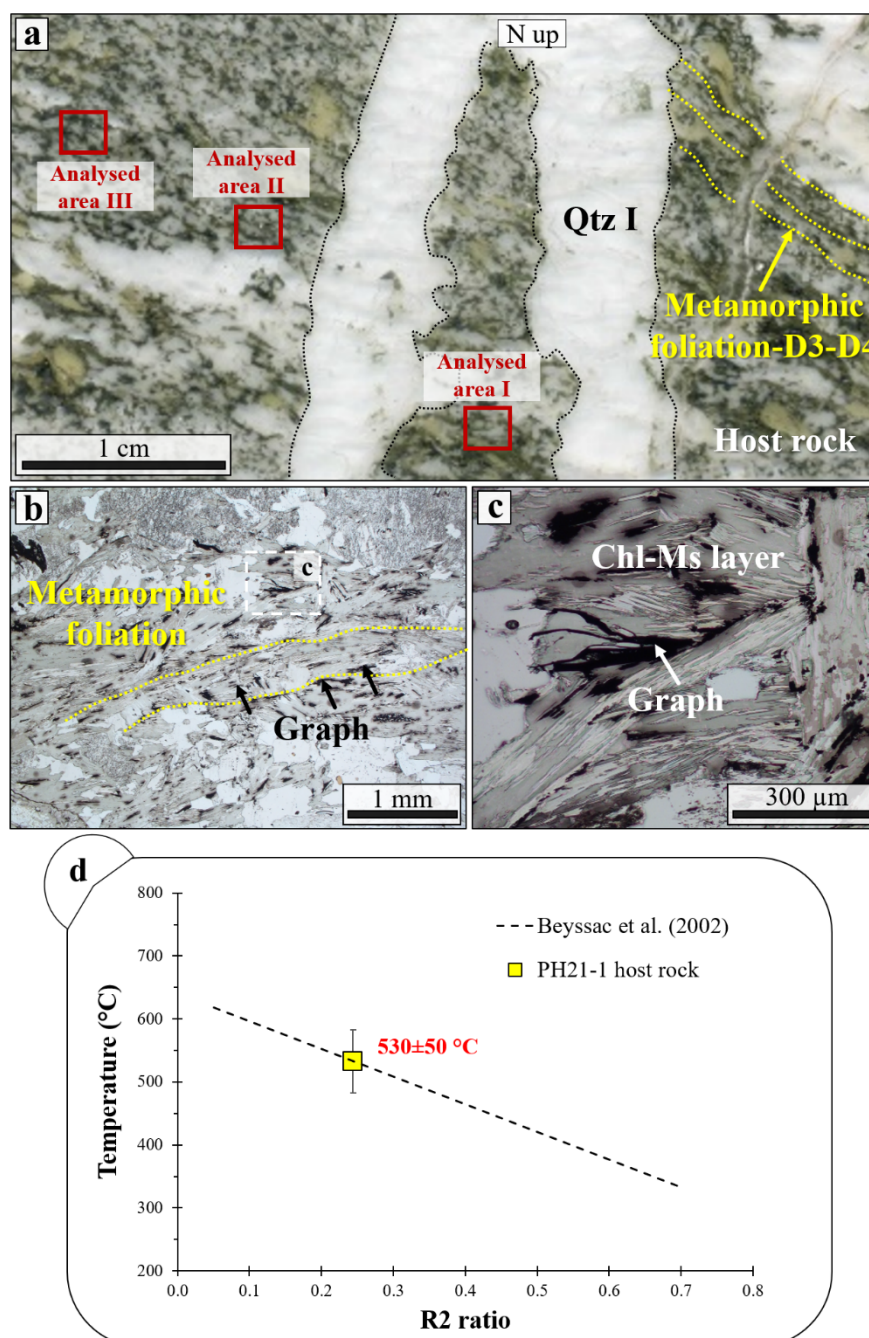 a
N up
Analysed
area III
Analysed
area II
Qtz I
Metamorphic
foliation-D3-D4
Analysed
area I
Host rock
1 cm
b
c
Metamorphic
foliation
Graph
1 mm
c
Chl-Ms layer
Graph
300 µm
d
800
700
600
500
400
300
200
Temperature (°C)
Beyssac et al. (2002)
PH21-1 host rock
530±50 °C
0.0 0.1 0.2 0.3 0.4 0.5 0.6 0.7 0.8
R2 ratio